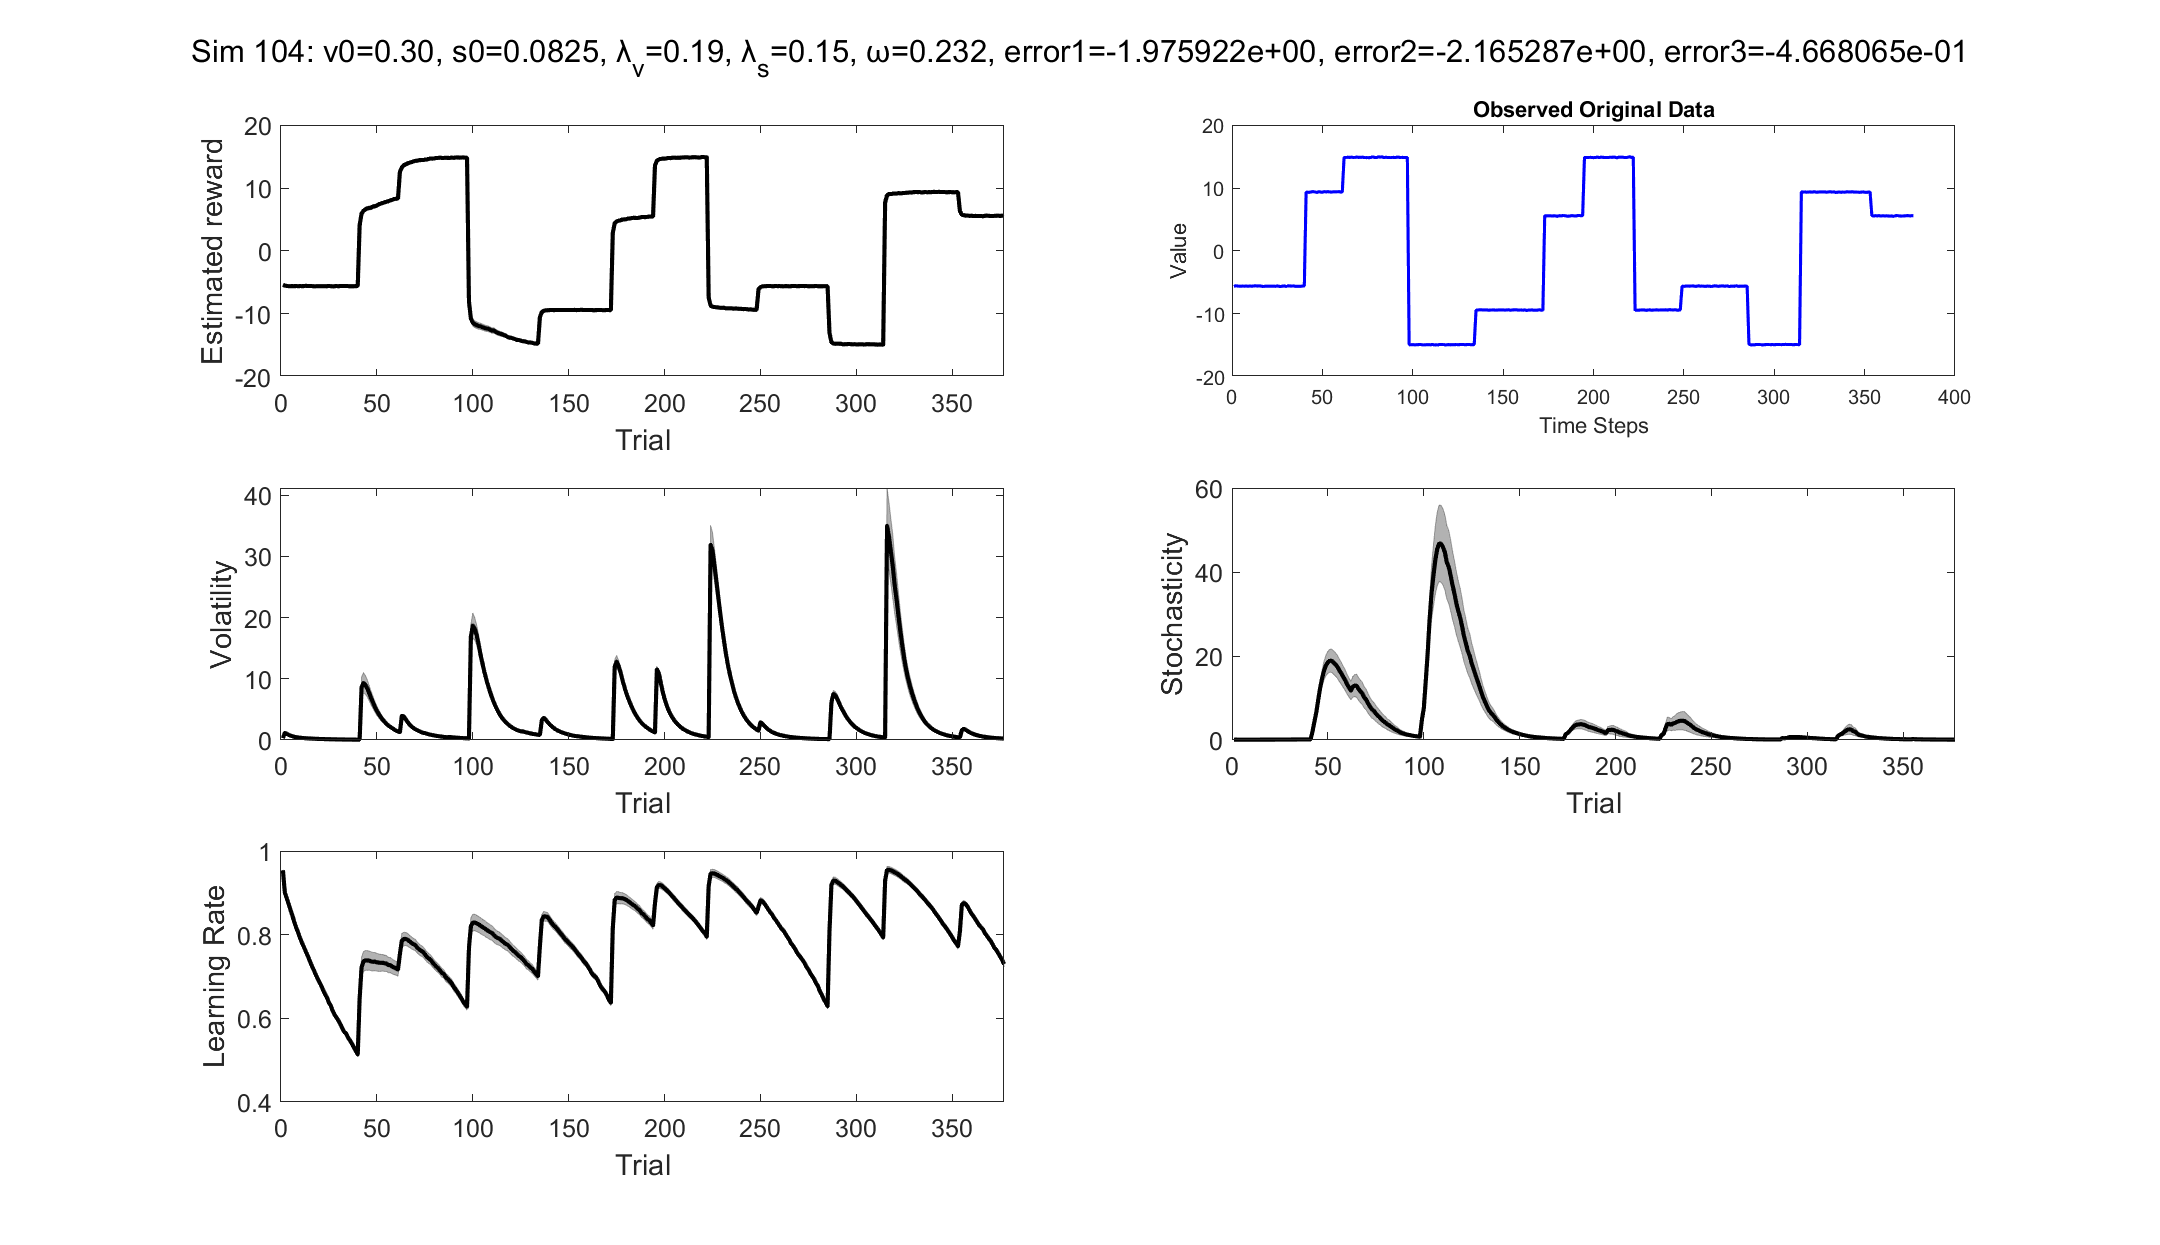 Sim 104: v0=0.30, s0=0.0825, λv=0.19, λs=0.15, ω=0.232, error1=-1.975922e+00, error2=-2.165287e+00, error3=-4.668065e-01
20
10
0
-10
-20
Estimated reward
0 50 100 150 200 250 300 350
Trial
Observed Original Data
20
10
0
-10
-20
Value
0 50 100 150 200 250 300 350 400
Time Steps
40
30
20
10
0
Volatility
0 50 100 150 200 250 300 350
Trial
60
40
20
0
Stochasticity
0 50 100 150 200 250 300 350
Trial
1
0.8
0.6
0.4
Learning Rate
0 50 100 150 200 250 300 350
Trial